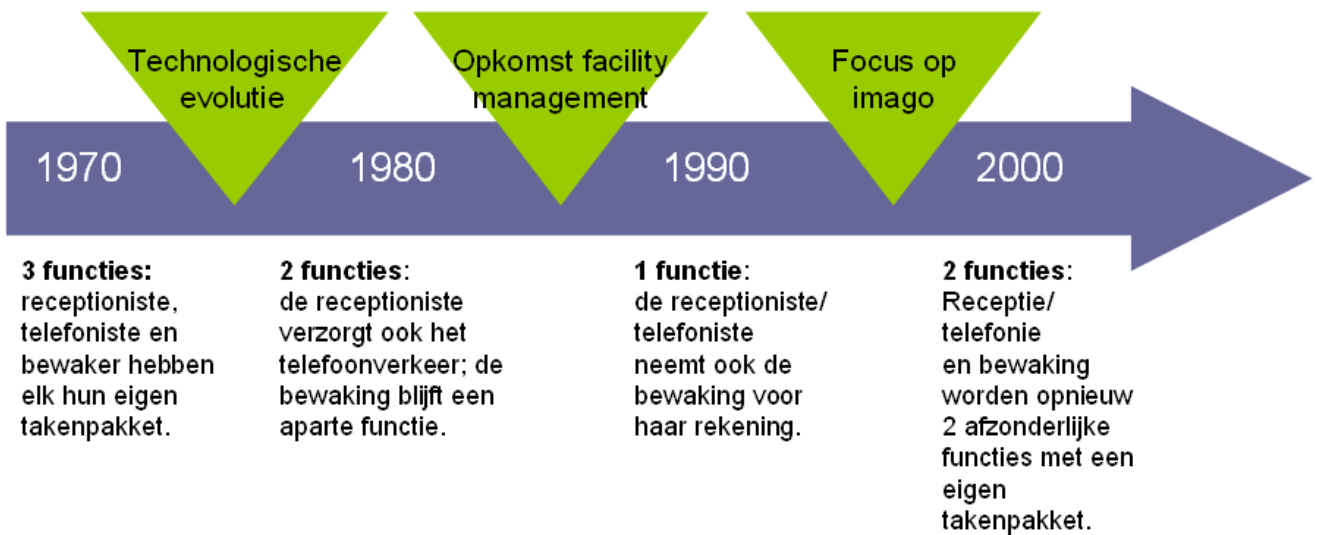 Technologische
evolutie
Opkomst facility
management
Focus op
imago
1970
1980
1990
2000
3 functies:
receptioniste,
telefoniste en
bewaker hebben
elk hun eigen
takenpakket.
2 functies:
de receptioniste
verzorgt ook het
telefoonverkeer; de
bewaking blijft een
aparte functie.
1 functie:
de receptioniste/
telefoniste
neemt ook de
bewaking voor
haar rekening.
2 functies:
Receptie/
telefonie
en bewaking
worden opnieuw
2 afzonderlijke
functies met een
eigen
takenpakket.